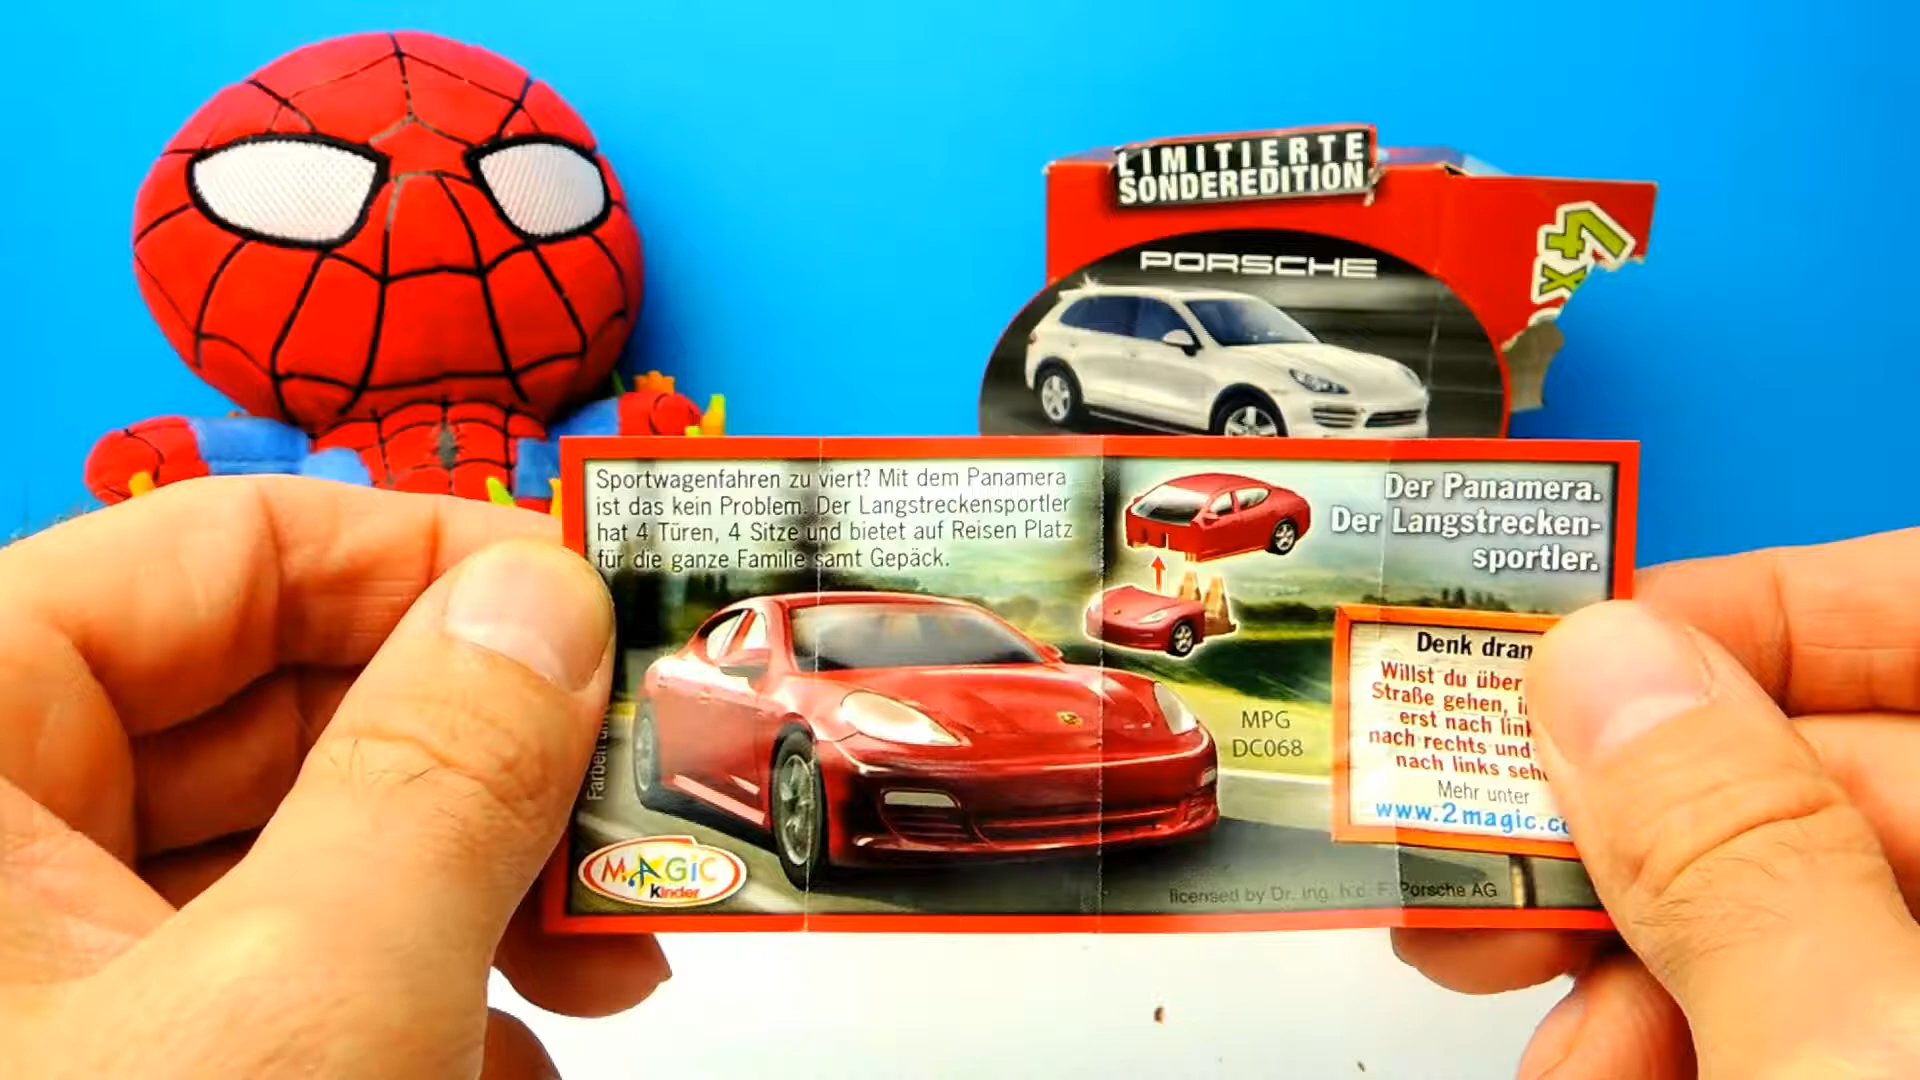 LIMITIERTE
SONDEREDITION
PORSCHE
4x
Sportwagenfahren zu viert? Mit dem Panamera
ist das kein Problem. Der Langstreckensportler
hat 4 Türen, 4 Sitze und bietet auf Reisen Platz
für die ganze Familie samt Gepäck.
Der Panamera.
Der Langstrecken-
sportler.
MPG
DC068
Denk dran
Willst du über
Straße gehen,
erst nach
nach rechts und
nach links
Mehr unter
www.2magic.
Farben
MAGiC
kinder
licensed by Dr. Ing. h.c. F. Porsche AG